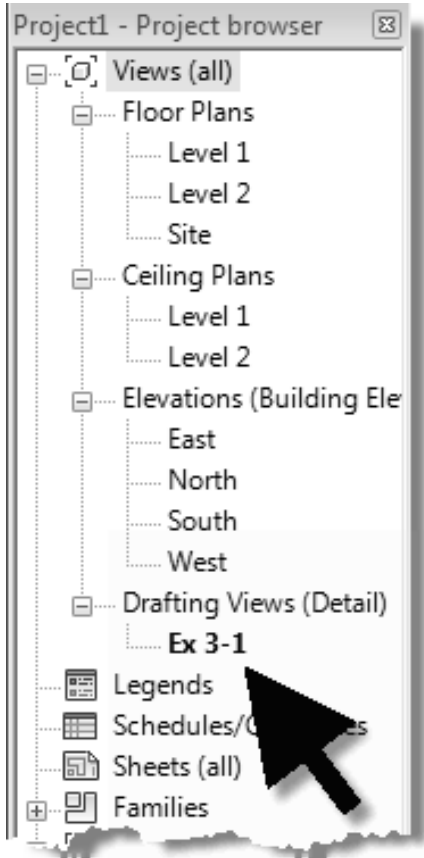 Project1 - Project browser
Views (all)
Floor Plans
Level 1
Level 2
Site
Ceiling Plans
Level 1
Level 2
Elevations (Building Ele
East
North
South
West
Drafting Views (Detail)
Ex 3-1
Legends
Sheets (all)
Families